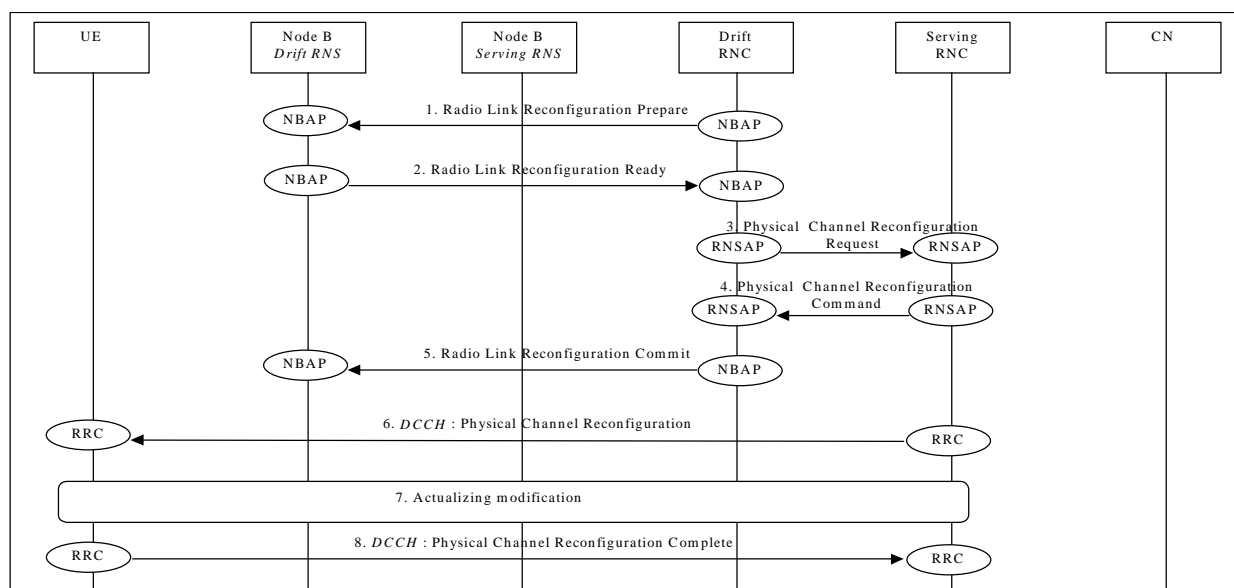 UE
Node B
Drift RNS
Node B
Serving RNS
Drift
RNC
Serving
RNC
CN
1. Radio Link Reconfiguration Prepare
NBAP
NBAP
2. Radio Link Reconfiguration Ready
NBAP
NBAP
3. Physical Channel Reconfiguration
Request
RNSAP
RNSAP
4. Physical Channel Reconfiguration
Command
RNSAP
RNSAP
5. Radio Link Reconfiguration Commit
NBAP
NBAP
6. DCCH : Physical Channel Reconfiguration
RRC
RRC
7. Actualizing modification
8. DCCH : Physical Channel Reconfiguration Complete
RRC
RRC